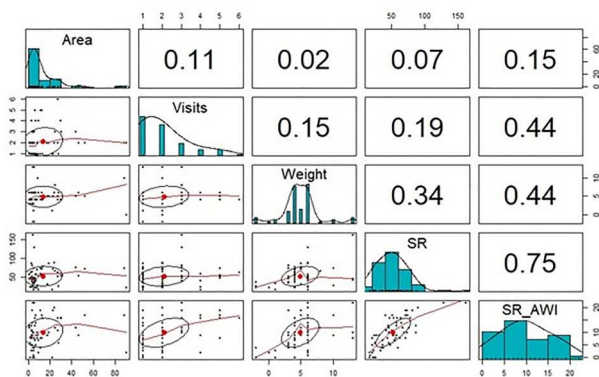 1 2 3 4 5 6
50 100 150
Area
0.11
0.02
0.07
0.15
0 20 40 60 80
1 2 3 4 5 6
Visits
0.15
0.19
0.44
Weight
0.34
0.44
0 5 10
50 100 150
SR
0.75
0 5 10 15 20
SR_AWI
0 20 40 60 80
0 5 10
0 5 10 15 20